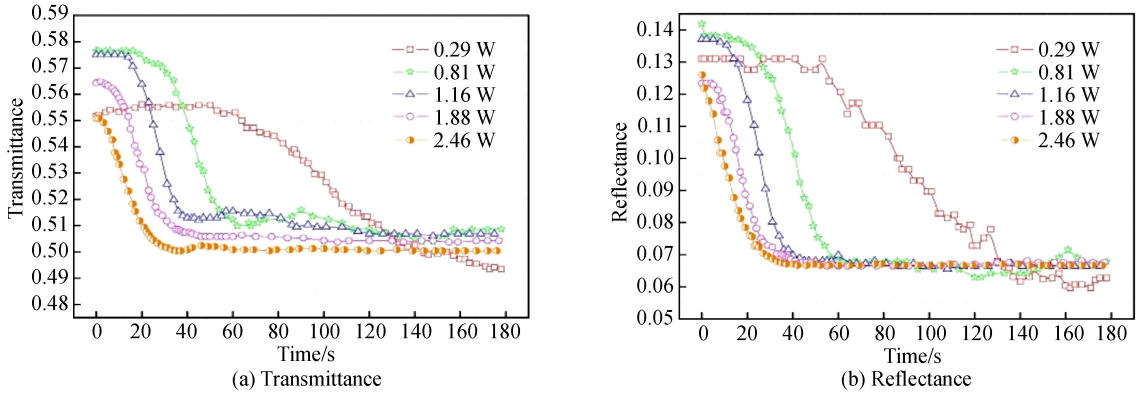 0.59
0.58
0.57
0.56
0.55
0.54
0.53
0.52
0.51
0.50
0.49
0.48
Transmittance
0.29 W
0.81 W
1.16 W
1.88 W
2.46 W
0 20 40 60 80 100 120 140 160 180
Time/s
(a) Transmittance
0.14
0.13
0.12
0.11
0.10
0.09
0.08
0.07
0.06
0.05
Reflectance
0.29 W
0.81 W
1.16 W
1.88 W
2.46 W
0 20 40 60 80 100 120 140 160 180
Time/s
(b) Reflectance